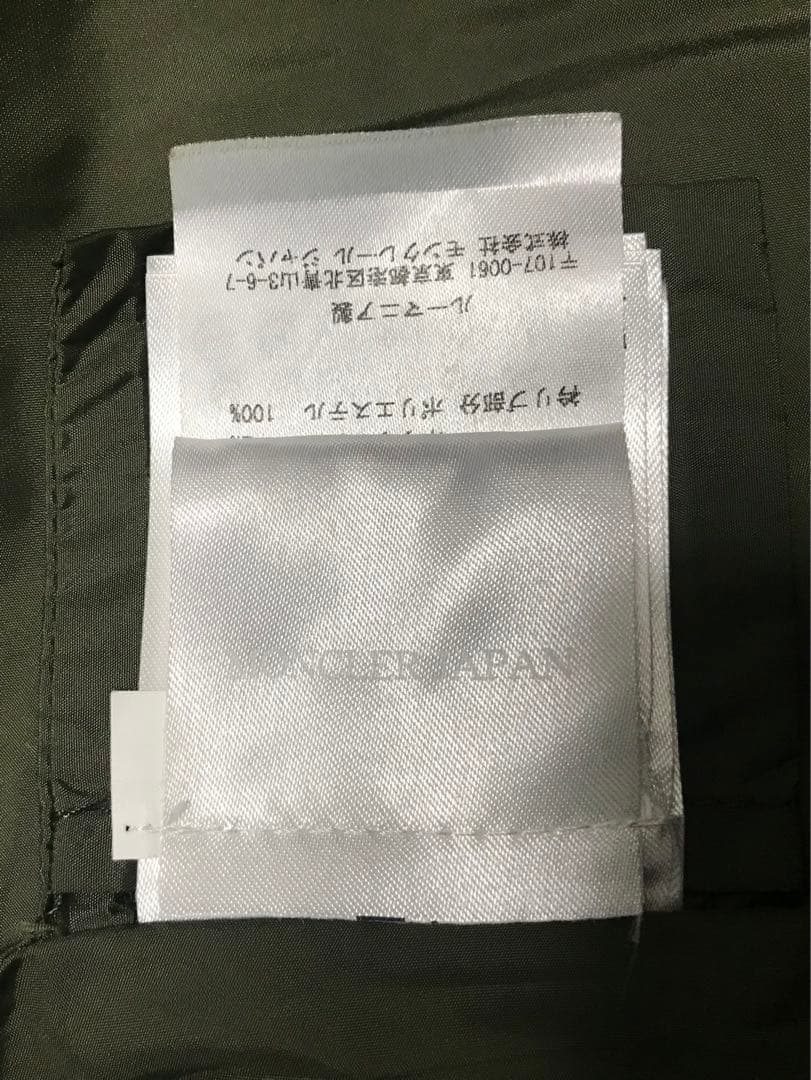 衿リブ部分 ポリエステル 100%
ルーマニア製
〒107-0061 東京都港区北青山3-6-7
株式会社 モンクレール ジャパン
MONCLER JAPAN